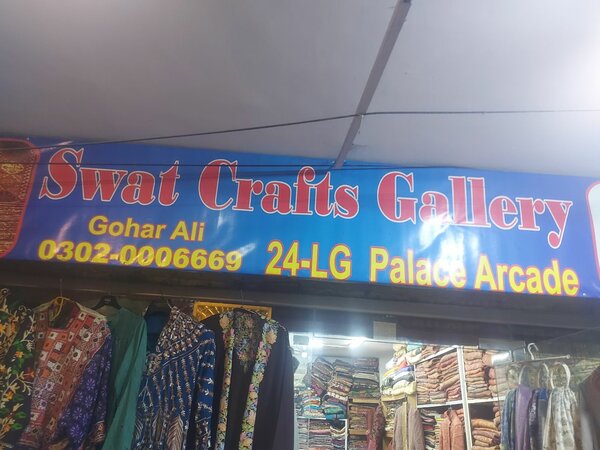 Swat Crafts Gallery
Gohar Ali
0302-0006669 24-LG Palace Arcade